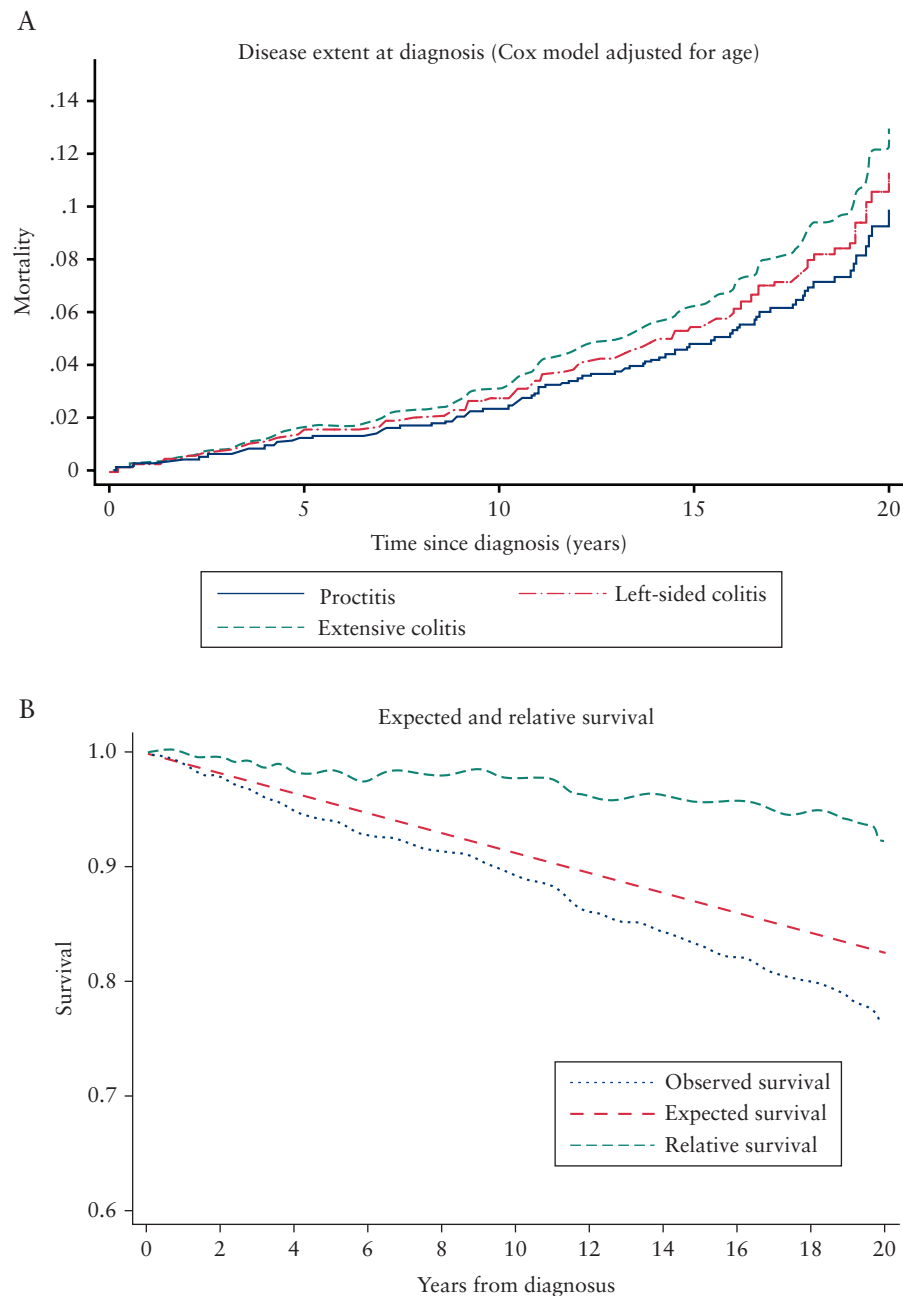 A
Disease extent at diagnosis (Cox model adjusted for age)
.14
.12
.1
.08
.06
.04
.02
0
Mortality
0 5 10 15 20
Time since diagnosis (years)
Proctitis Left-sided colitis
Extensive colitis
B
Expected and relative survival
1.0
0.9
0.8
0.7
0.6
Survival
Observed survival
Expected survival
Relative survival
0 2 4 6 8 10 12 14 16 18 20
Years from diagnosus